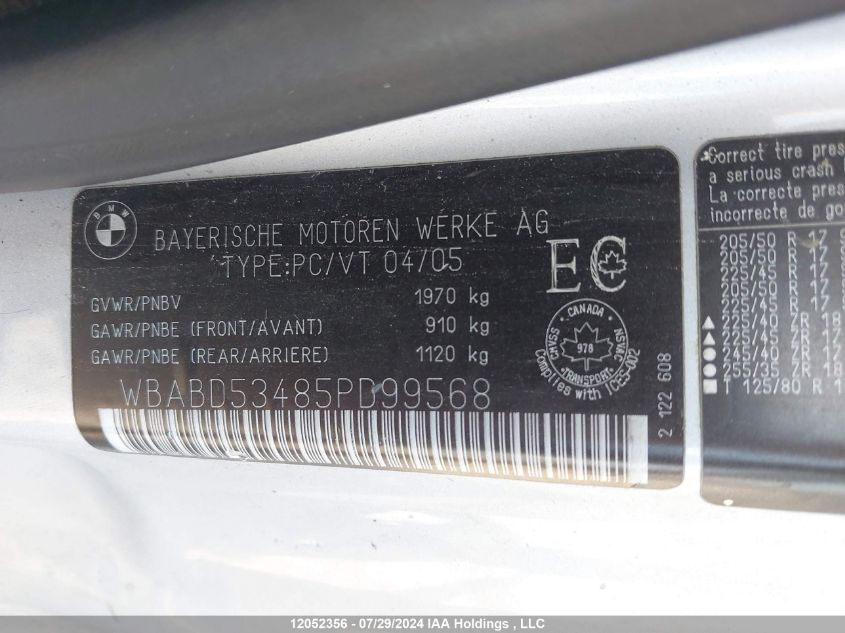 BMW
BAYERISCHE MOTOREN WERKE AG
TYPE:PC/VT 04/05
EC
GVWR/PNBV 1970 kg
GAWR/PNBE (FRONT/AVANT) 910 kg
GAWR/PNBE (REAR/ARRIERE) 1120 kg
WBABD53485PD99568
CANADA
978
TRANSPORT
CMVSS
NSVAC
Complies with ICES-002
2 122 608
Correct tire pres
a serious crash
La correcte pres
incorrecte de go
205/50 R 17
205/50 R 17
225/45 R 17
205/50 R 17
225/45 R 17
225/40 ZR 18
225/40 ZR 18
245/40 ZR 17
255/35 ZR 18
T 125/80 R 1
12052356 - 07/29/2024 IAA Holdings , LLC